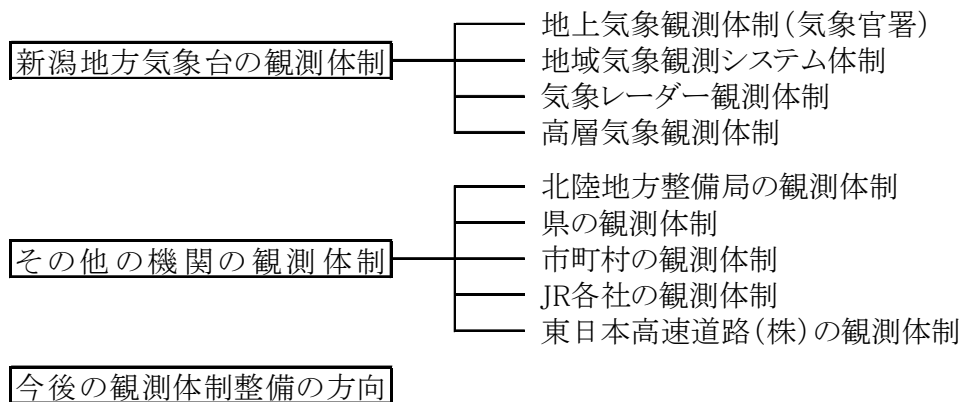 地上気象観測体制(気象官署)
新潟地方気象台の観測体制
地域気象観測システム体制
気象レーダー観測体制
高層気象観測体制
北陸地方整備局の観測体制
県の観測体制
その他の機関の観測体制
市町村の観測体制
JR各社の観測体制
東日本高速道路(株)の観測体制
今後の観測体制整備の方向